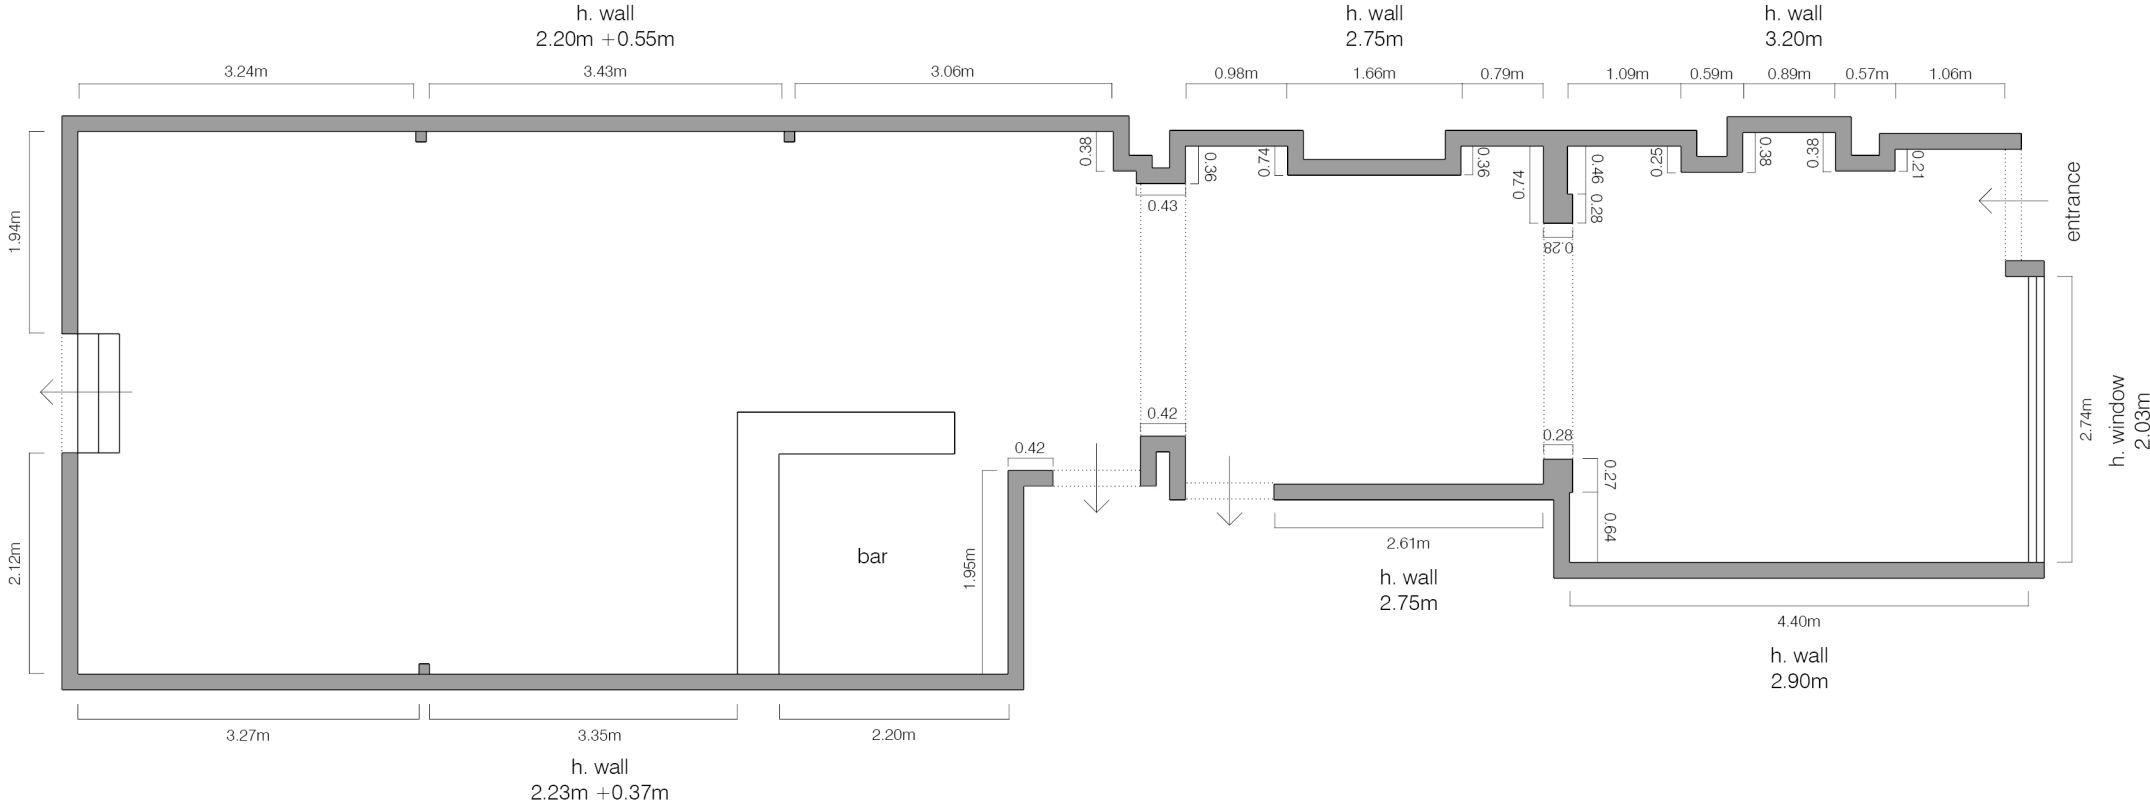 h. wall
2.20m +0.55m
h. wall
2.75m
h. wall
3.20m
3.24m
3.43m
3.06m
0.98m
1.66m
0.79m
1.09m
0.59m
0.89m
0.57m
1.06m
0.38
0.36
0.74
0.36
0.74
0.46
0.28
0.25
0.38
0.38
0.21
0.43
0.28
entrance
1.94m
0.42
0.42
0.28
0.27
0.64
2.74m
h. window
2.03m
2.12m
bar
1.95m
2.61m
h. wall
2.75m
4.40m
h. wall
2.90m
3.27m
3.35m
2.20m
h. wall
2.23m +0.37m